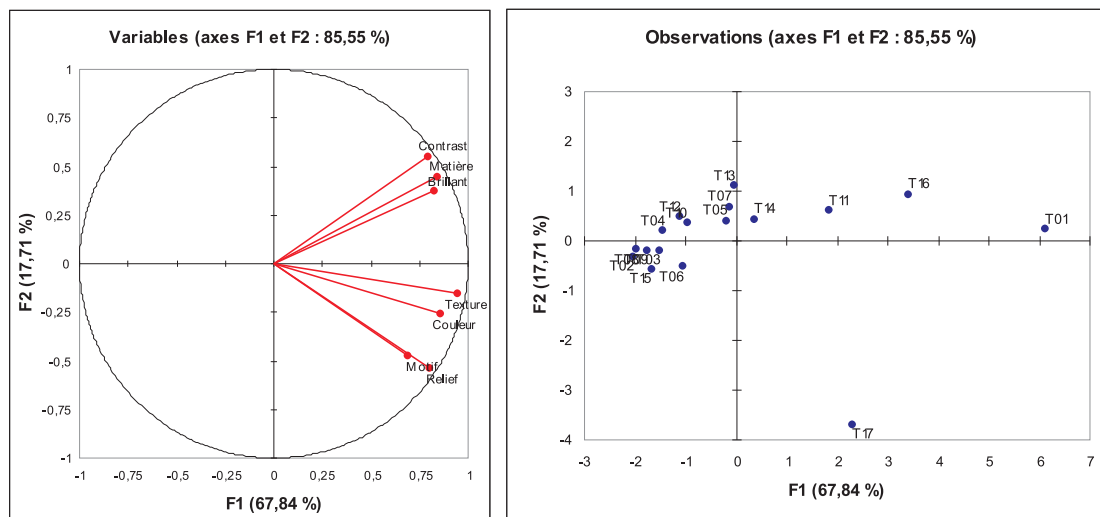 Variables (axes F1 et F2 : 85,55 %)
1
0,75
0,5
0,25
0
-0,25
-0,5
-0,75
-1
F2 (17,71 %)
Contrast
Matière
Brillant
Texture
Couleur
Motif
Relief
-1 -0,75 -0,5 -0,25 0 0,25 0,5 0,75 1
F1 (67,84 %)
Observations (axes F1 et F2 : 85,55 %)
3
2
1
0
-1
-2
-3
-4
F2 (17,71 %)
T13
T16
T07
T12
T10
T05
T14
T11
T04
T01
T09
T03
T02
T15
T06
T17
-3 -2 -1 0 1 2 3 4 5 6 7
F1 (67,84 %)